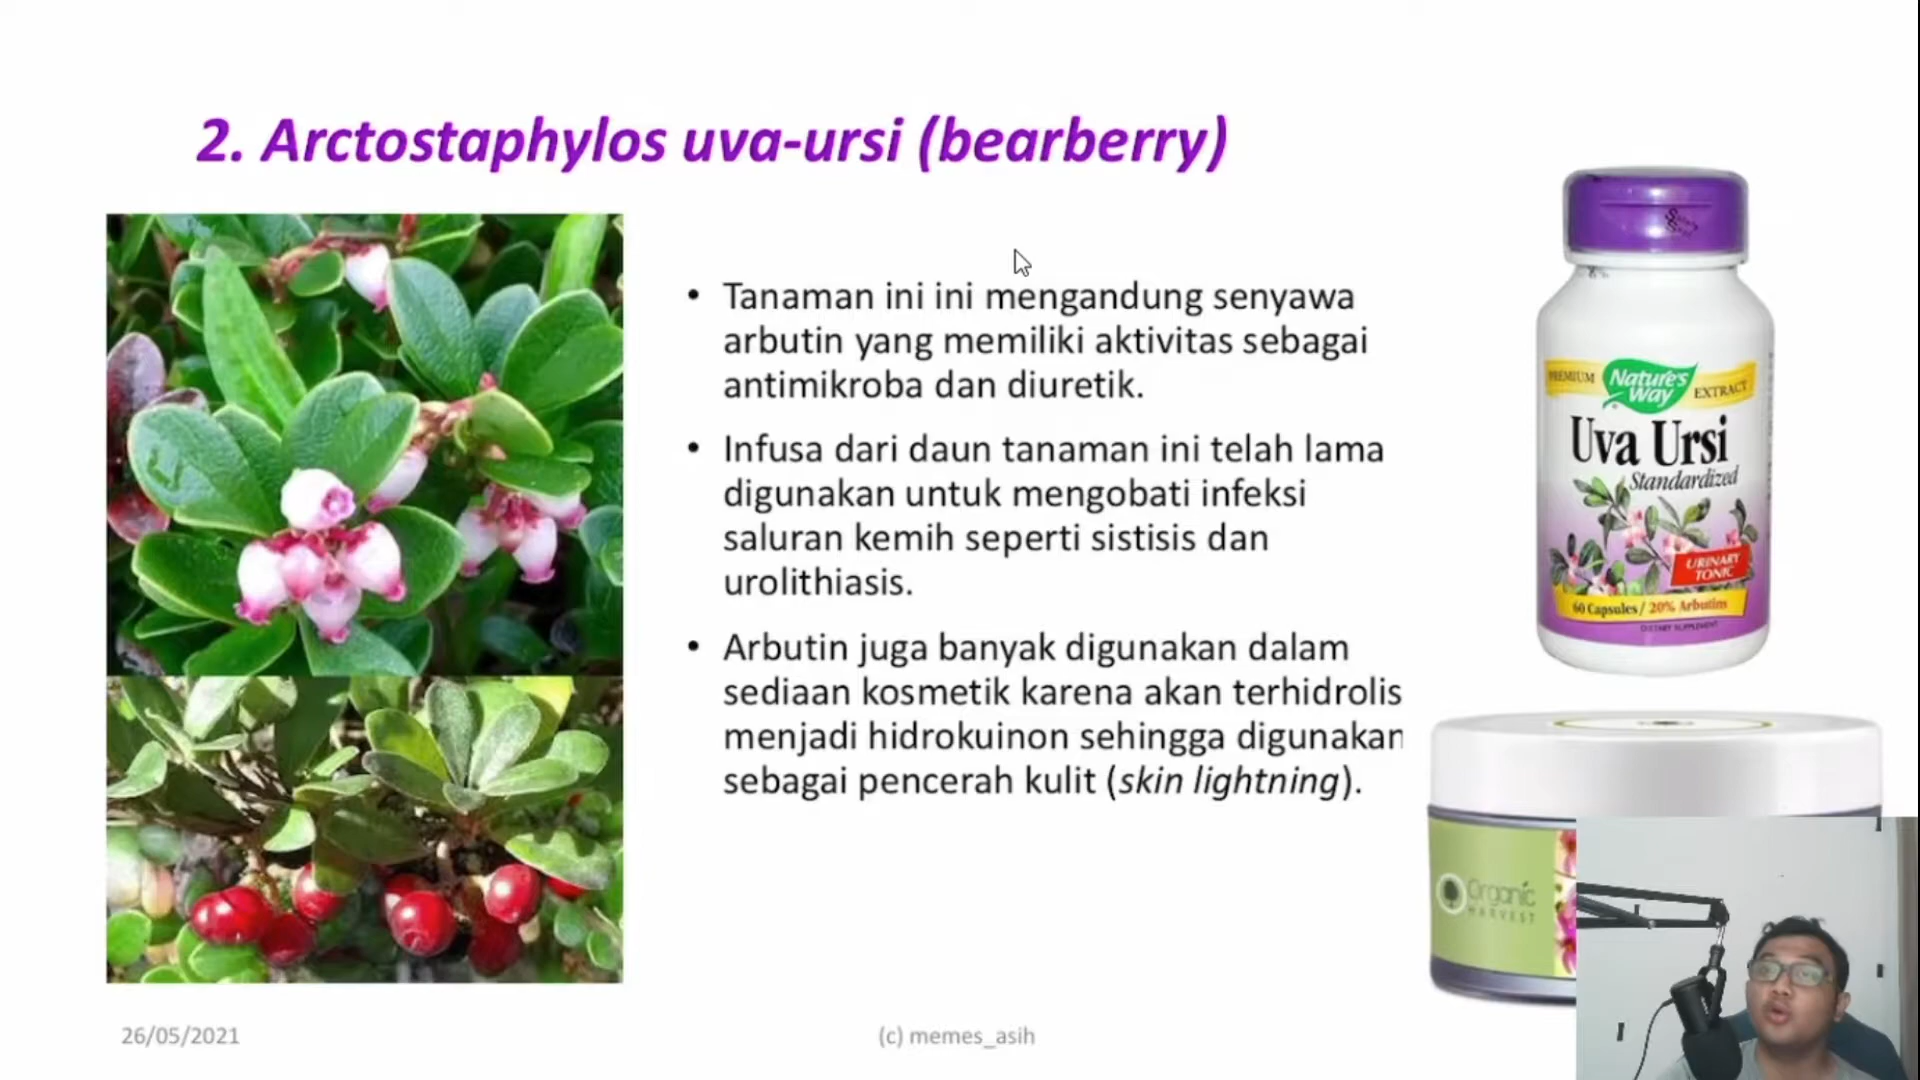 2. Arctostaphylos uva-ursi (bearberry)
• Tanaman ini ini mengandung senyawa
arbutin yang memiliki aktivitas sebagai
antimikroba dan diuretik.
• Infusa dari daun tanaman ini telah lama
digunakan untuk mengobati infeksi
saluran kemih seperti sistisis dan
urolithiasis.
• Arbutin juga banyak digunakan dalam
sediaan kosmetik karena akan terhidrolis
menjadi hidrokuinon sehingga digunakan
sebagai pencerah kulit (skin lightning).
PREMIUM
Nature's
Way
EXTRACT
Uva Ursi
Standardized
URINARY
TONIC
60 Capsules / 20% Arbutins
DIETARY SUPPLEMENT
Organic
HARVEST
26/05/2021
(c) memes_asih